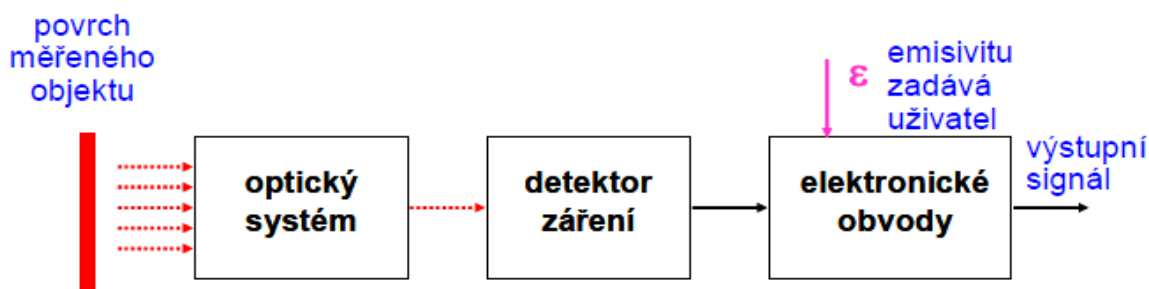 povrch
měřeného
objektu
ε
emisivitu
zadává
uživatel
optický
systém
detektor
záření
elektronické
obvody
výstupní
signál